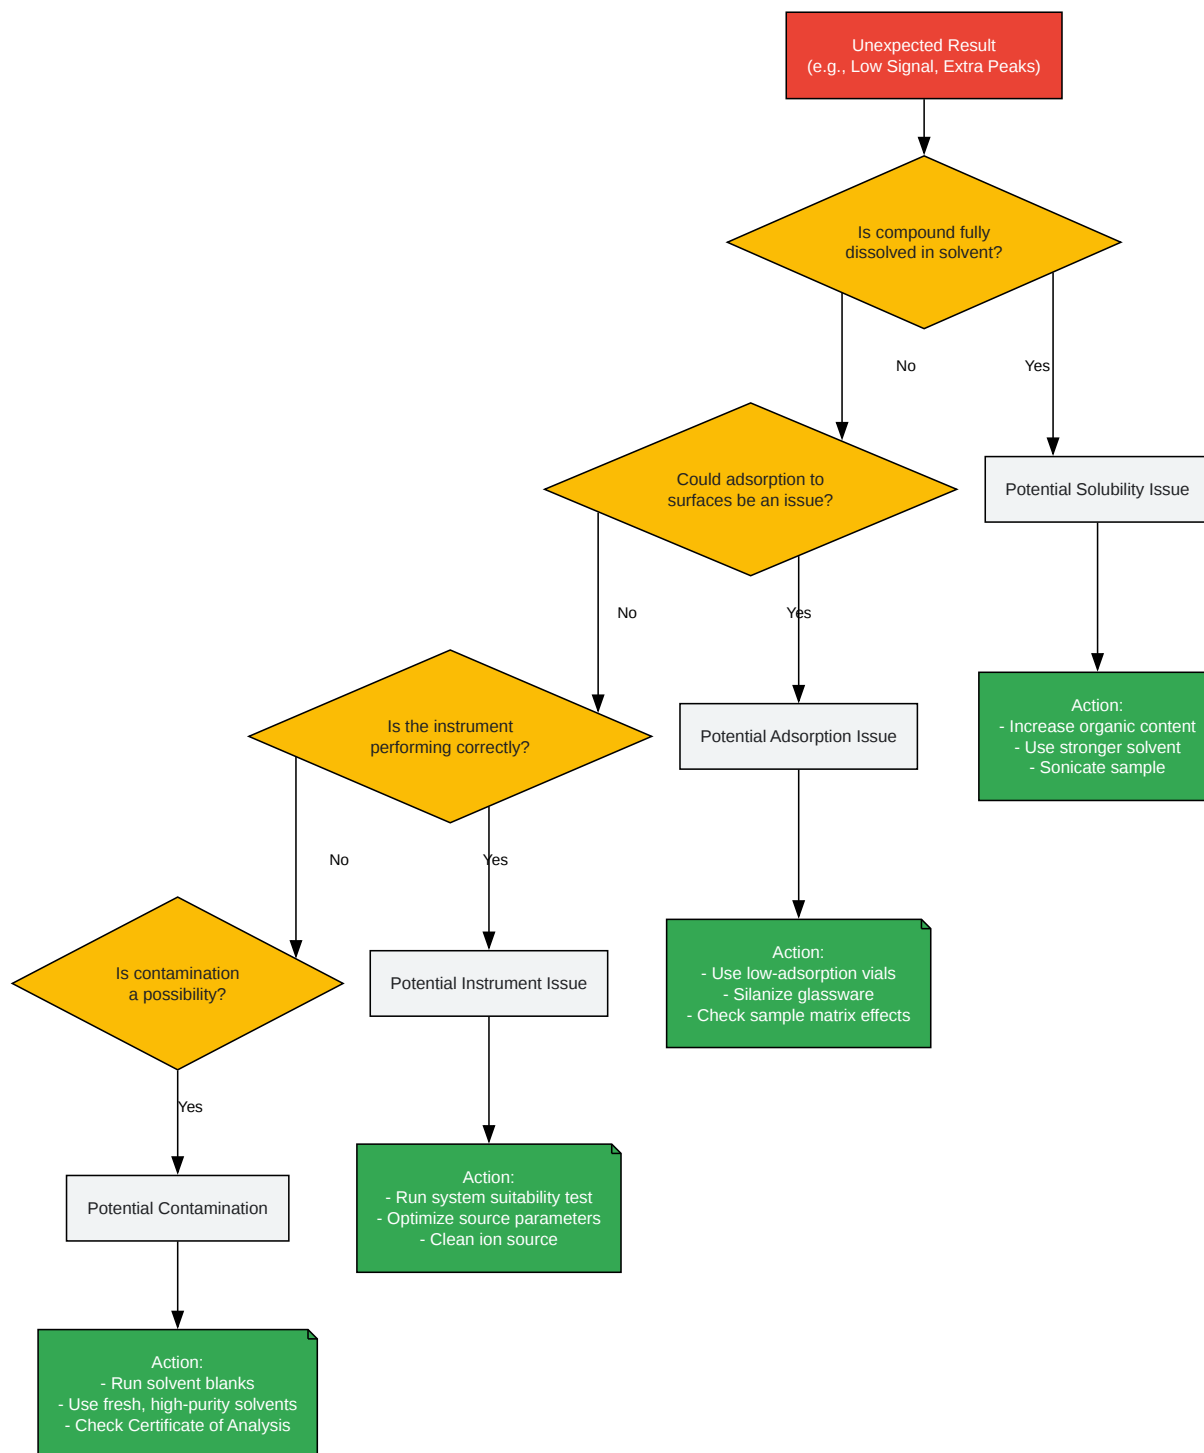 Unexpected Result
(e.g., Low Signal, Extra Peaks)
Is compound fully
dissolved in solvent?
No
Yes
Could adsorption to
surfaces be an issue?
Potential Solubility Issue
No
Yes
Action:
- Increase organic content
- Use stronger solvent
- Sonicate sample
Is the instrument
performing correctly?
Potential Adsorption Issue
No
Yes
Action:
- Use low-adsorption vials
- Silanize glassware
- Check sample matrix effects
Is contamination
a possibility?
Potential Instrument Issue
Yes
Action:
- Run system suitability test
- Optimize source parameters
- Clean ion source
Potential Contamination
Action:
- Run solvent blanks
- Use fresh, high-purity solvents
- Check Certificate of Analysis